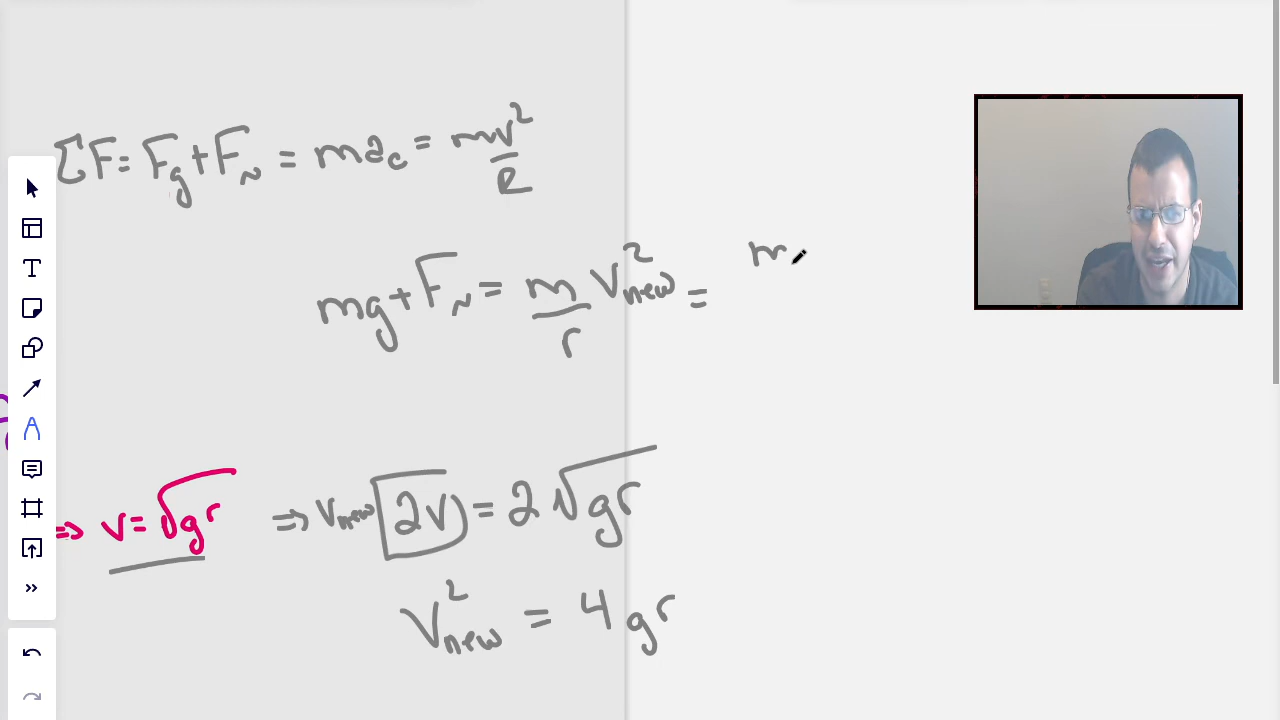 ΣF = Fg + FN = mac = mv²/R
mg + FN = m/r v²new = m
⇒ v = √gr ⇒ vnew 2v = 2√gr
v²new = 4gr